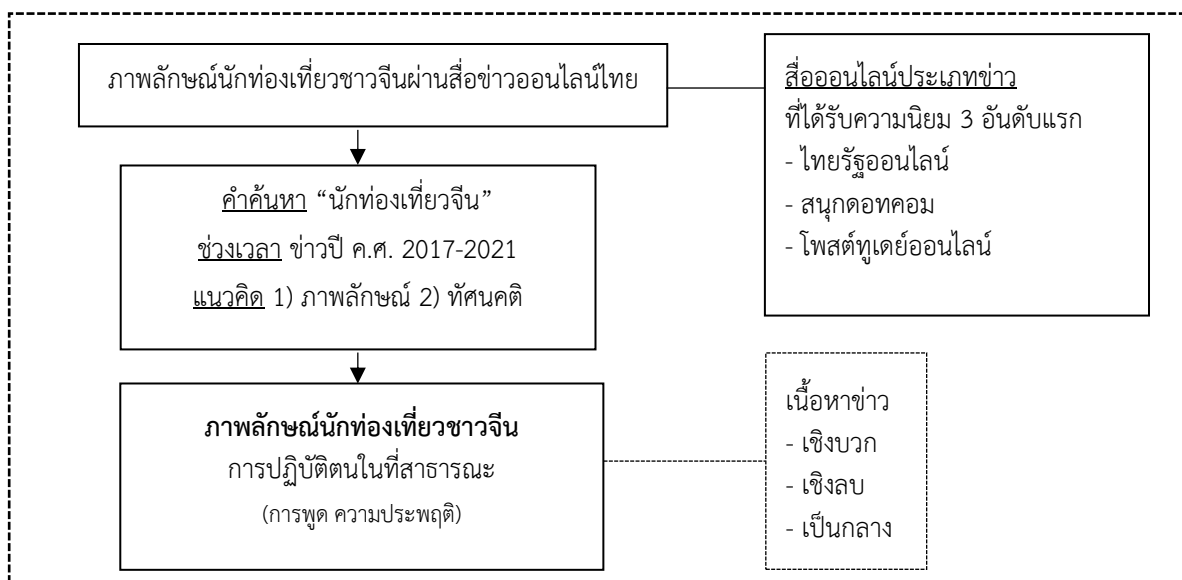 ภาพลักษณ์นักท่องเที่ยวชาวจีนผ่านสื่อข่าวออนไลน์ไทย
สื่อออนไลน์ประเภทข่าว
ที่ได้รับความนิยม 3 อันดับแรก
- ไทยรัฐออนไลน์
- สนุกดอทคอม
- โพสต์ทูเดย์ออนไลน์
คำค้นหา “นักท่องเที่ยวจีน”
ช่วงเวลา ข่าวปี ค.ศ. 2017-2021
แนวคิด 1) ภาพลักษณ์ 2) ทัศนคติ
ภาพลักษณ์นักท่องเที่ยวชาวจีน
การปฏิบัติตนในที่สาธารณะ
(การพูด ความประพฤติ)
เนื้อหาข่าว
- เชิงบวก
- เชิงลบ
- เป็นกลาง